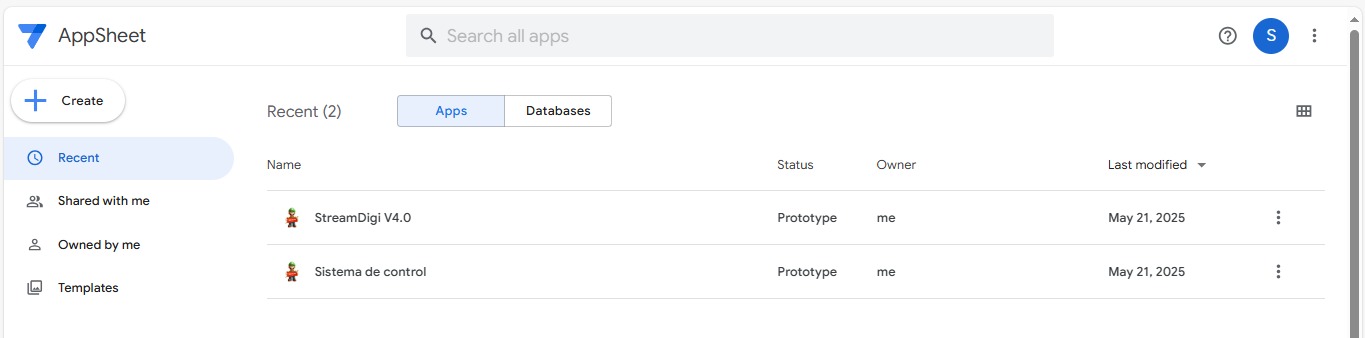 AppSheet
Search all apps
S
Create
Recent (2)
Apps
Databases
Recent
Shared with me
Owned by me
Templates
Name Status Owner Last modified
StreamDigi V4.0 Prototype me May 21, 2025
Sistema de control Prototype me May 21, 2025